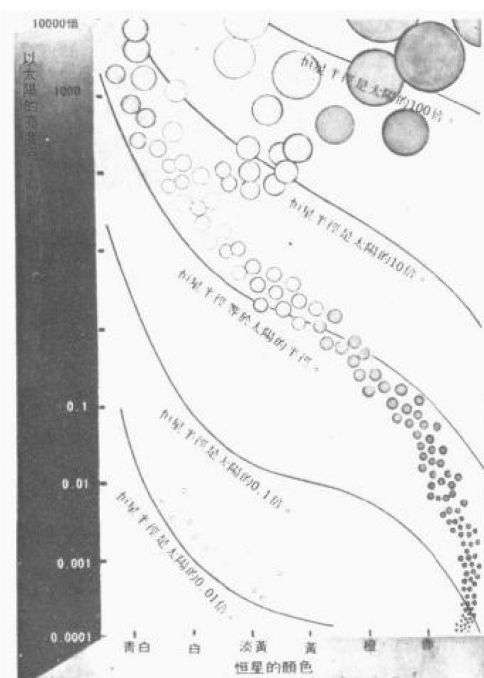 10000倍
以太陽的亮度
1000
0.1
0.01
0.001
0.0001
恒星半徑是太陽的100倍。
恒星半徑是太陽的10倍。
恒星半徑等於太陽的半徑。
恒星半徑是太陽的0.1倍。
恒星半徑是太陽的0.01倍。
青白
白
淡黃
黃
橙
恒星的顏色